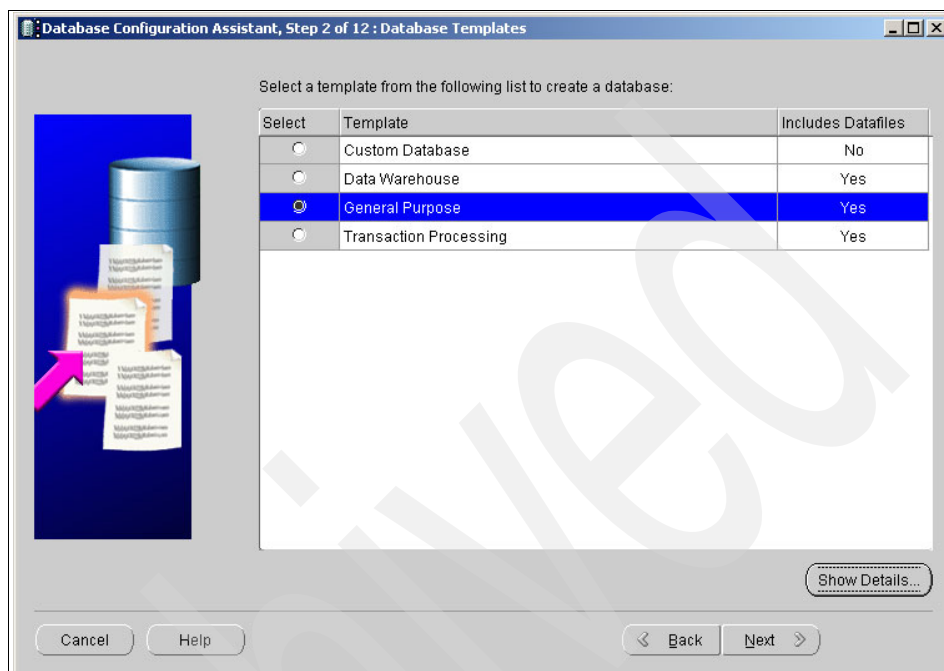 Database Configuration Assistant, Step 2 of 12 : Database Templates
Select a template from the following list to create a database:
Select Template Includes Datafiles
Custom Database No
Data Warehouse Yes
General Purpose Yes
Transaction Processing Yes
Show Details...
Cancel Help Back Next